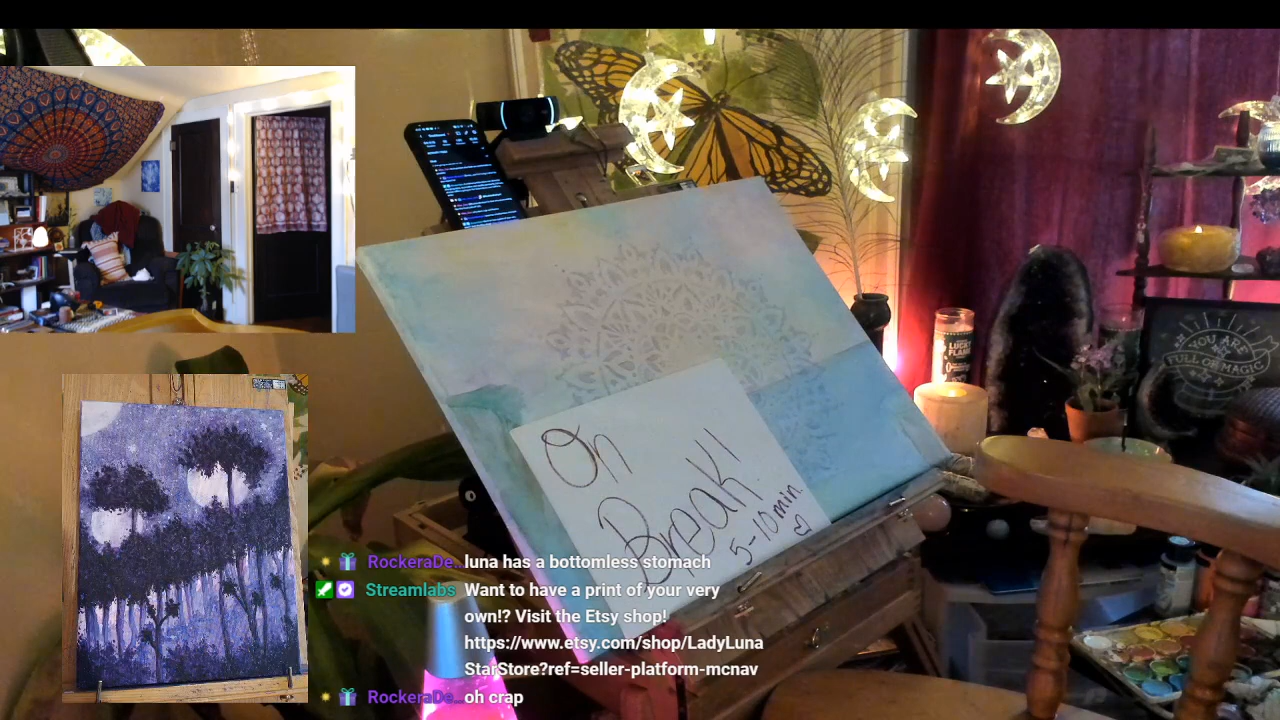 LUCKY
FLAME
YOU ARE
FULL OF MAGIC
On
Break!
5-10 min.
RockeraDe.. luna has a bottomless stomach
Streamlabs Want to have a print of your very
own!? Visit the Etsy shop!
https://www.etsy.com/shop/LadyLuna
StarStore?ref=seller-platform-mcnav
RockeraDe.. oh crap